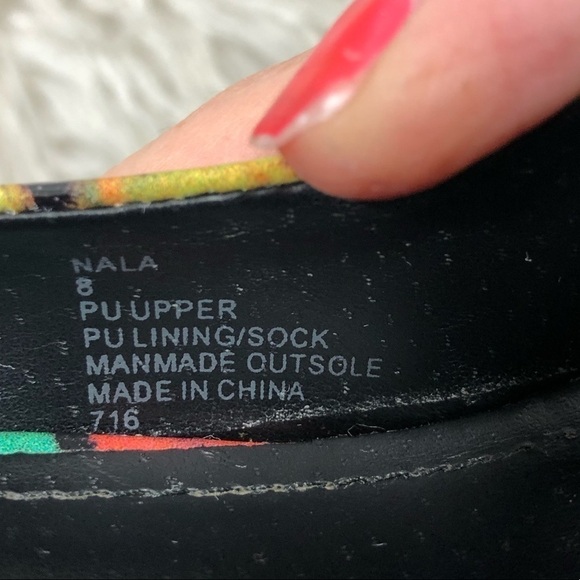 NALA
8
PU UPPER
PU LINING/SOCK
MANMADE OUTSOLE
MADE IN CHINA
716